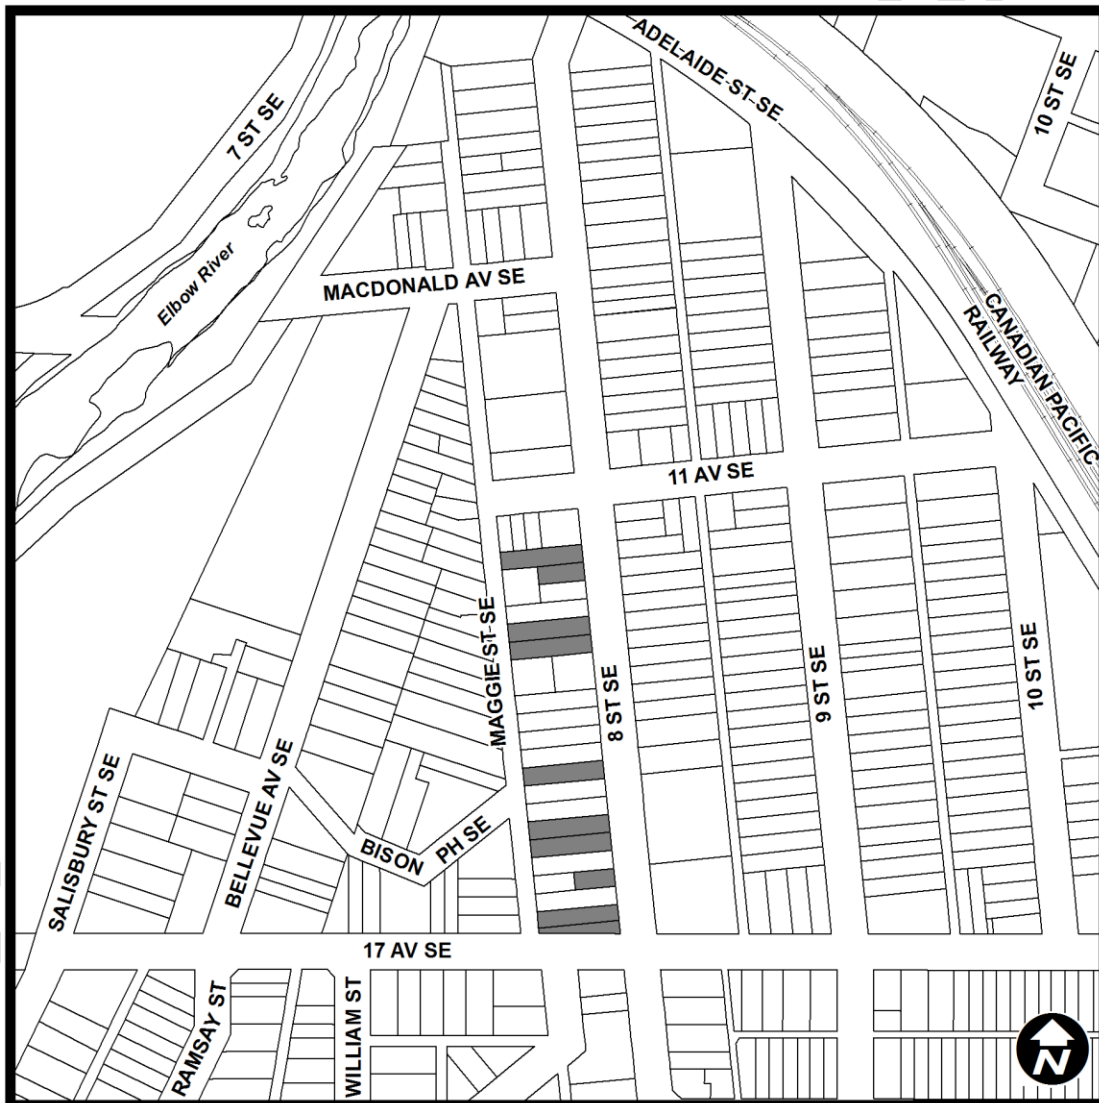 ADELAIDE ST SE
10 ST SE
7 ST SE
Elbow River
MACDONALD AV SE
CANADIAN PACIFIC
RAILWAY
11 AV SE
MAGGIE ST SE
8 ST SE
9 ST SE
10 ST SE
SALISBURY ST SE
BELLEVUE AV SE
BISON PH SE
17 AV SE
RAMSAY ST
WILLIAM ST
N